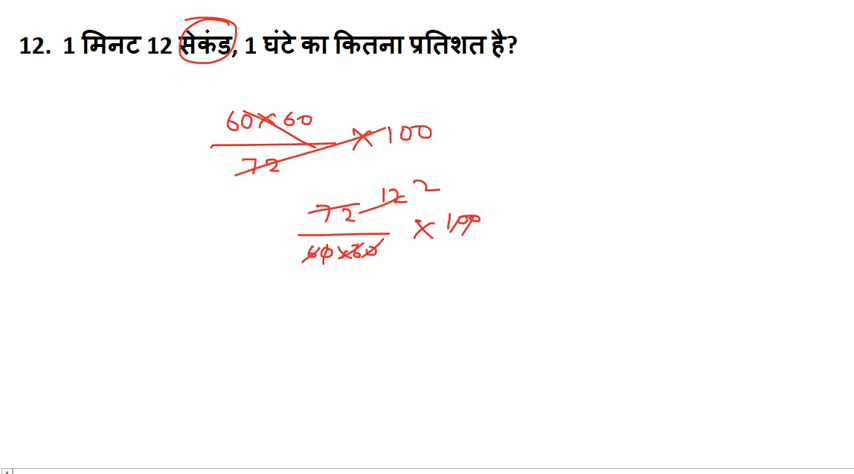 12. 1 मिनट 12 सेकंड, 1 घंटे का कितना प्रतिशत है?
60 × 60
× 100
72
12 2
72
× 100
60 × 60